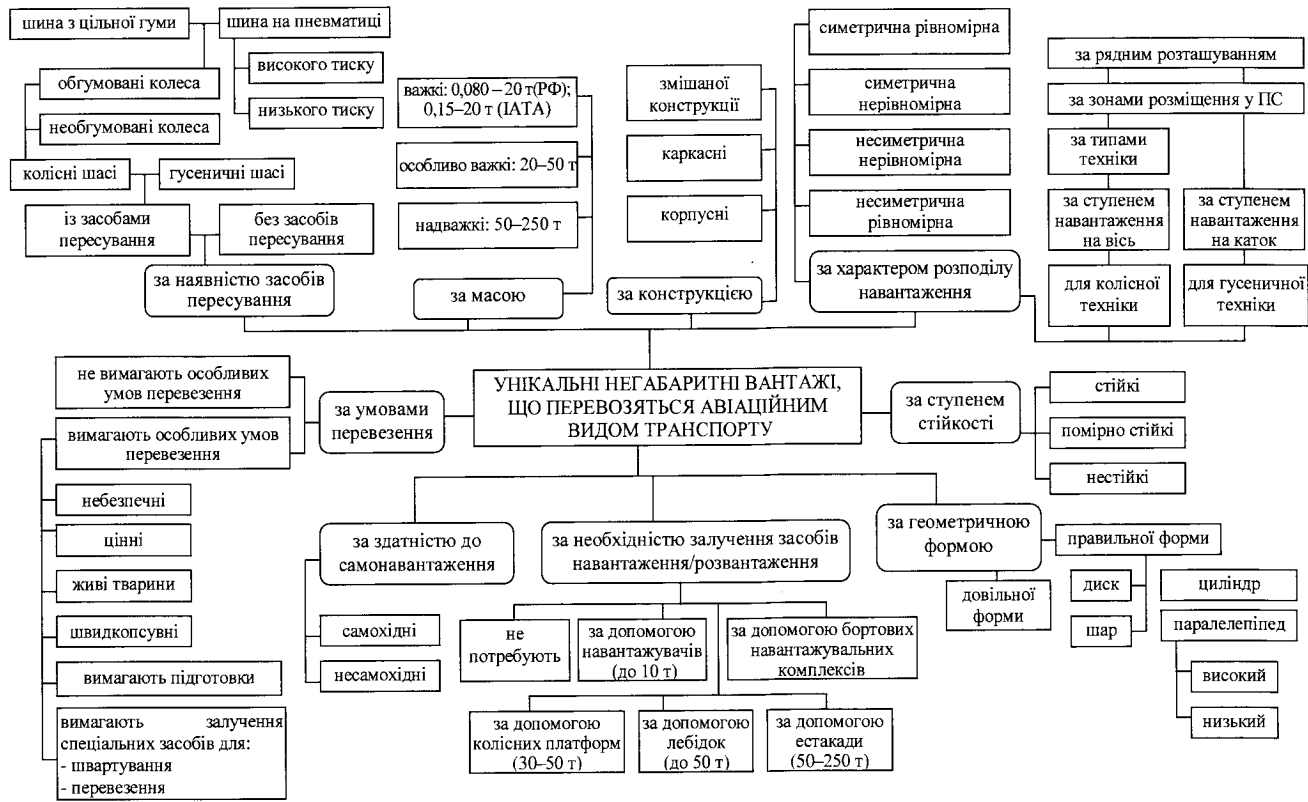 шина з цільної гуми
шина на пневматиці
високого тиску
низького тиску
обгумовані колеса
необгумовані колеса
колісні шасі
гусеничні шасі
із засобами
пересування
без засобів
пересування
за наявністю засобів
пересування
важкі: 0,080 – 20 т(РФ);
0,15–20 т (ІАТА)
особливо важкі: 20–50 т
надважкі: 50–250 т
за масою
змішаної
конструкції
каркасні
корпусні
за конструкцією
симетрична рівномірна
симетрична
нерівномірна
несиметрична
нерівномірна
несиметрична
рівномірна
за характером розподілу
навантаження
за рядним розташуванням
за зонами розміщення у ПС
за типами
техніки
за ступенем
навантаження
на вісь
за ступенем
навантаження
на каток
для колісної
техніки
для гусеничної
техніки
УНІКАЛЬНІ НЕГАБАРИТНІ ВАНТАЖІ,
ЩО ПЕРЕВОЗЯТЬСЯ АВІАЦІЙНИМ
ВИДОМ ТРАНСПОРТУ
не вимагають особливих
умов перевезення
за умовами
перевезення
вимагають особливих умов
перевезення
небезпечні
цінні
живі тварини
швидкопсувні
вимагають підготовки
вимагають залучення
спеціальних засобів для:
- швартування
- перевезення
за ступенем
стійкості
стійкі
помірно стійкі
нестійкі
за здатністю до
самонавантаження
самохідні
несамохідні
за необхідністю залучення засобів
навантаження/розвантаження
не
потребують
за допомогою
навантажувачів
(до 10 т)
за допомогою бортових
навантажувальних
комплексів
за допомогою
колісних платформ
(30–50 т)
за допомогою
лебідок
(до 50 т)
за допомогою
естакади
(50–250 т)
за геометричною
формою
довільної
форми
правильної форми
диск
шар
циліндр
паралелепіпед
високий
низький